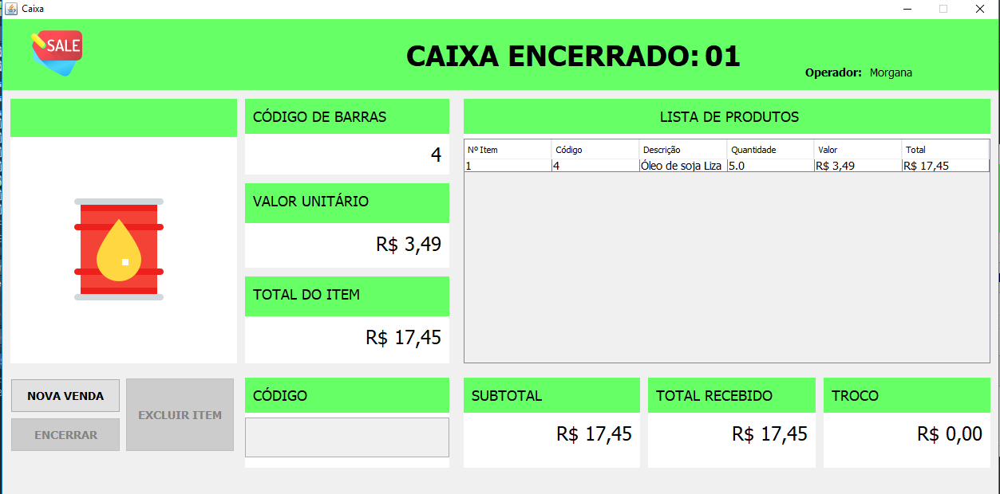 Caixa
SALE
CAIXA ENCERRADO: 01
Operador: Morgana
CÓDIGO DE BARRAS
4
VALOR UNITÁRIO
R$ 3,49
TOTAL DO ITEM
R$ 17,45
LISTA DE PRODUTOS
Nº Item Código Descrição Quantidade Valor Total
1 4 Óleo de soja Liza 5.0 R$ 3,49 R$ 17,45
NOVA VENDA
ENCERRAR
EXCLUIR ITEM
CÓDIGO
SUBTOTAL
R$ 17,45
TOTAL RECEBIDO
R$ 17,45
TROCO
R$ 0,00